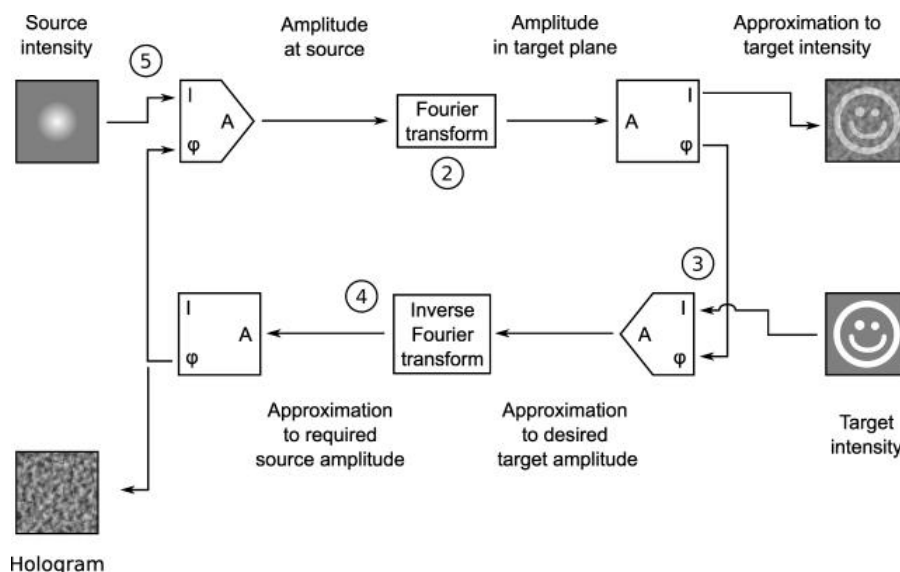 Source
intensity
Amplitude
at source
Amplitude
in target plane
Approximation to
target intensity
5
I
A
φ
Fourier
transform
2
I
A
φ
3
I
A
φ
4
Inverse
Fourier
transform
I
A
φ
Approximation
to required
source amplitude
Approximation
to desired
target amplitude
Target
intensity
Hologram